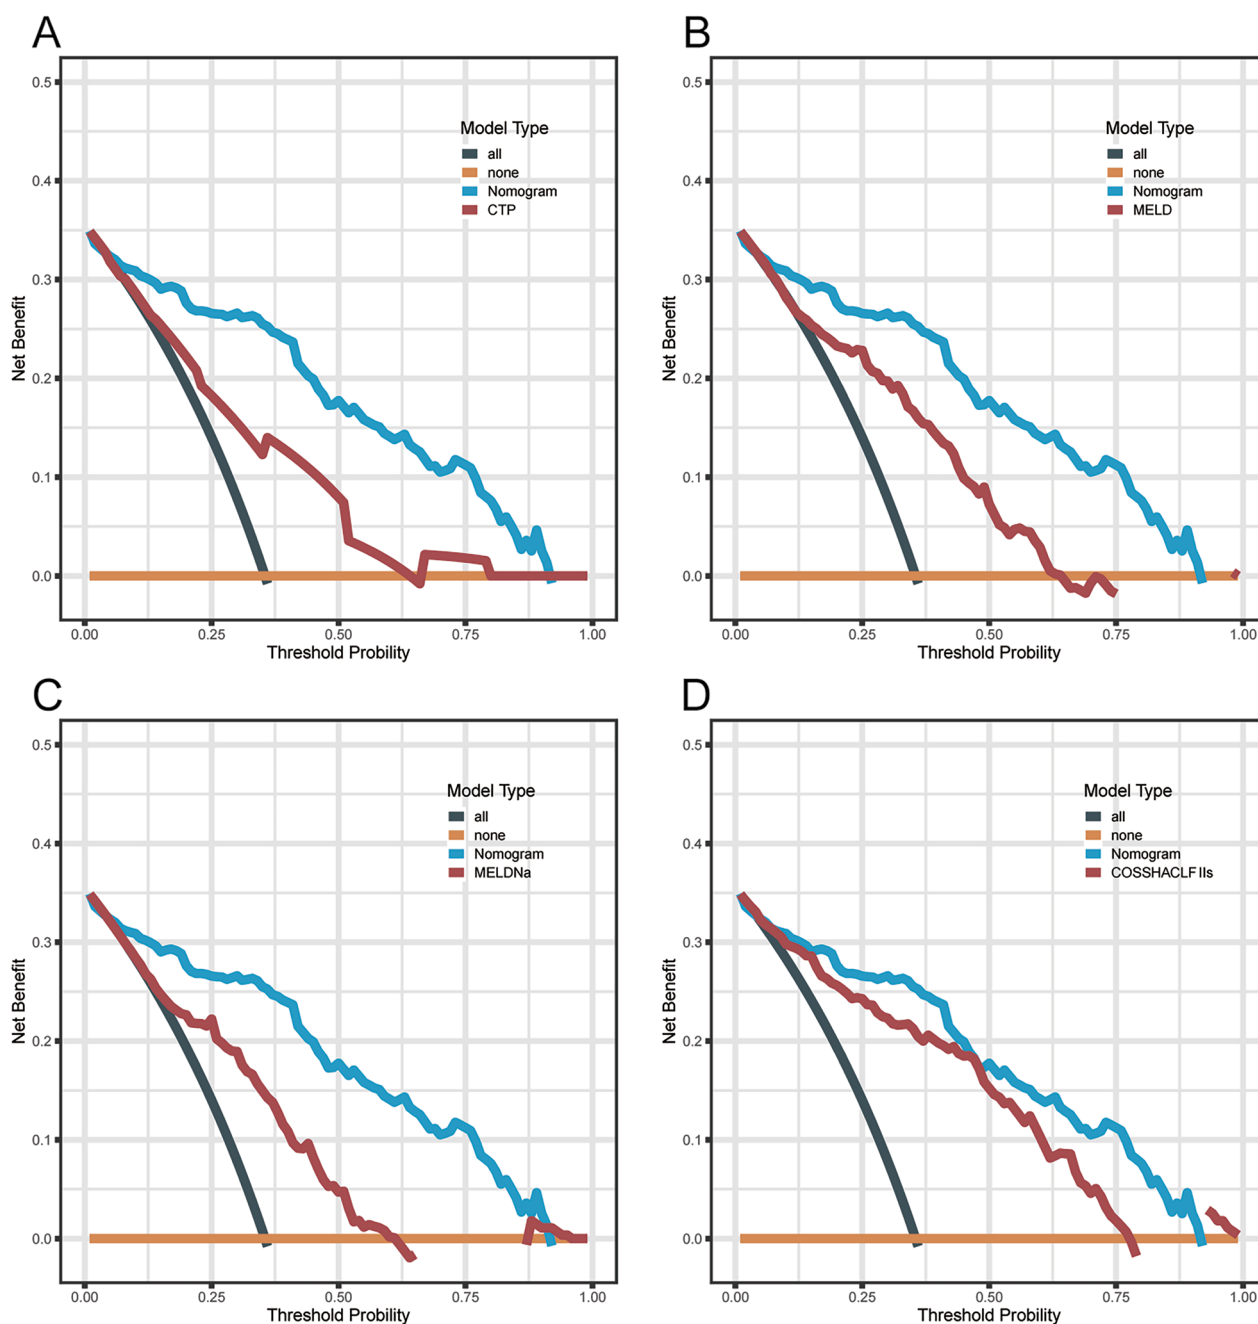 A
Net Benefit
0.5
0.4
0.3
0.2
0.1
0.0
Model Type
all
none
Nomogram
CTP
0.00 0.25 0.50 0.75 1.00
Threshold Probility
B
Net Benefit
0.5
0.4
0.3
0.2
0.1
0.0
Model Type
all
none
Nomogram
MELD
0.00 0.25 0.50 0.75 1.00
Threshold Probility
C
Net Benefit
0.5
0.4
0.3
0.2
0.1
0.0
Model Type
all
none
Nomogram
MELDNa
0.00 0.25 0.50 0.75 1.00
Threshold Probility
D
Net Benefit
0.5
0.4
0.3
0.2
0.1
0.0
Model Type
all
none
Nomogram
COSSHACLF IIs
0.00 0.25 0.50 0.75 1.00
Threshold Probility